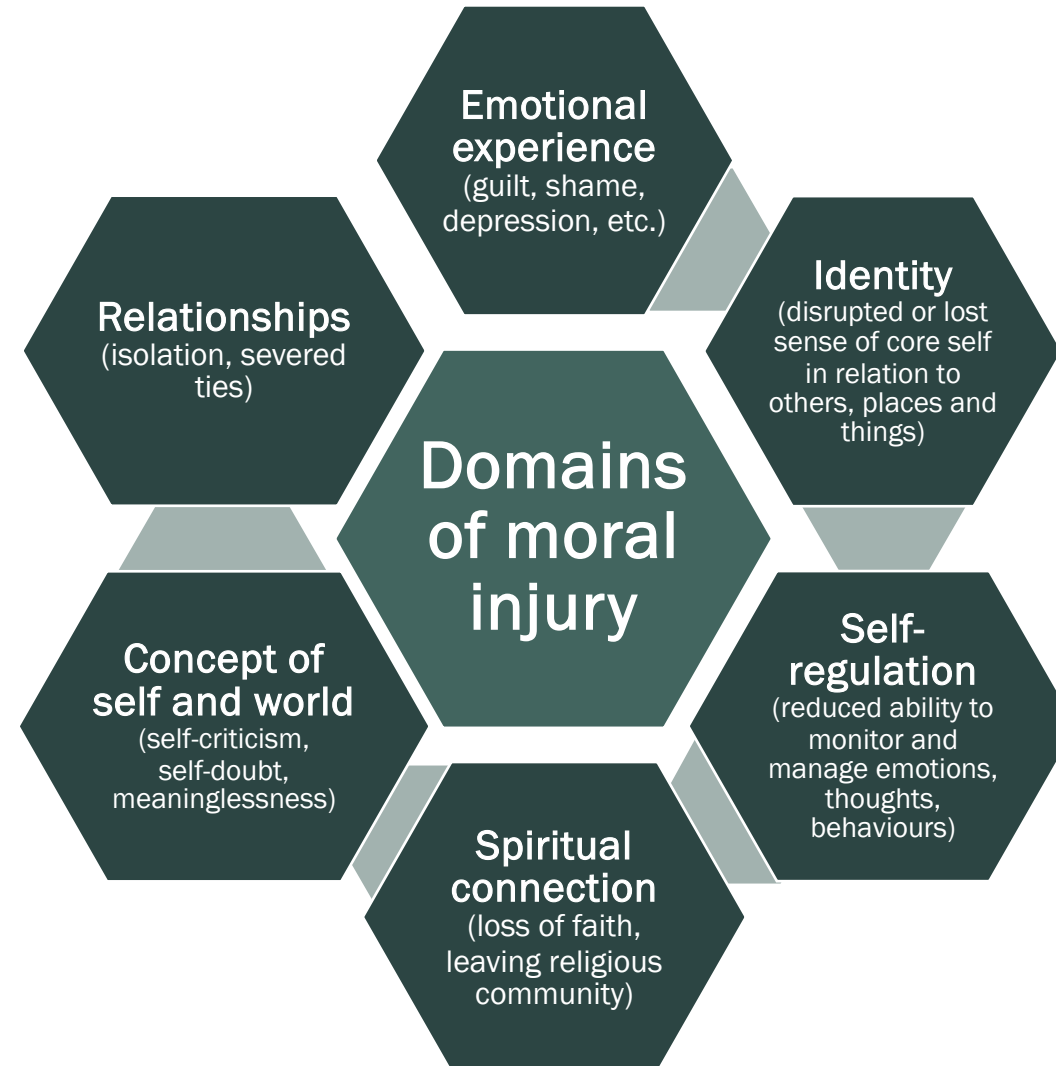 Emotional
experience
(guilt, shame,
depression, etc.)
Identity
(disrupted or lost
sense of core self
in relation to
others, places and
things)
Relationships
(isolation, severed
ties)
Domains
of moral
injury
Self-
regulation
(reduced ability to
monitor and
manage emotions,
thoughts,
behaviours)
Concept of
self and world
(self-criticism,
self-doubt,
meaninglessness)
Spiritual
connection
(loss of faith,
leaving religious
community)